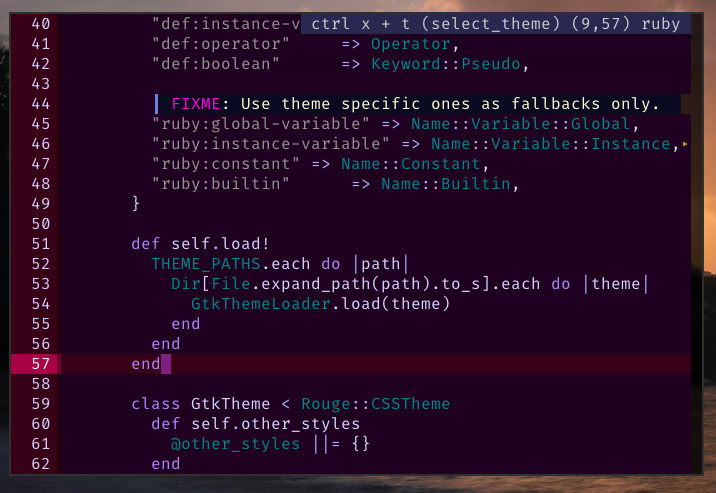 40 "def:instance-v ctrl x + t (select_theme) (9,57) ruby
41 "def:operator" => Operator,
42 "def:boolean" => Keyword::Pseudo,
43
44 FIXME: Use theme specific ones as fallbacks only.
45 "ruby:global-variable" => Name::Variable::Global,
46 "ruby:instance-variable" => Name::Variable::Instance,▸
47 "ruby:constant" => Name::Constant,
48 "ruby:builtin" => Name::Builtin,
49 }
50
51 def self.load!
52 THEME_PATHS.each do |path|
53 Dir[File.expand_path(path).to_s].each do |theme|
54 GtkThemeLoader.load(theme)
55 end
56 end
57 end
58
59 class GtkTheme < Rouge::CSSTheme
60 def self.other_styles
61 @other_styles ||= {}
62 end